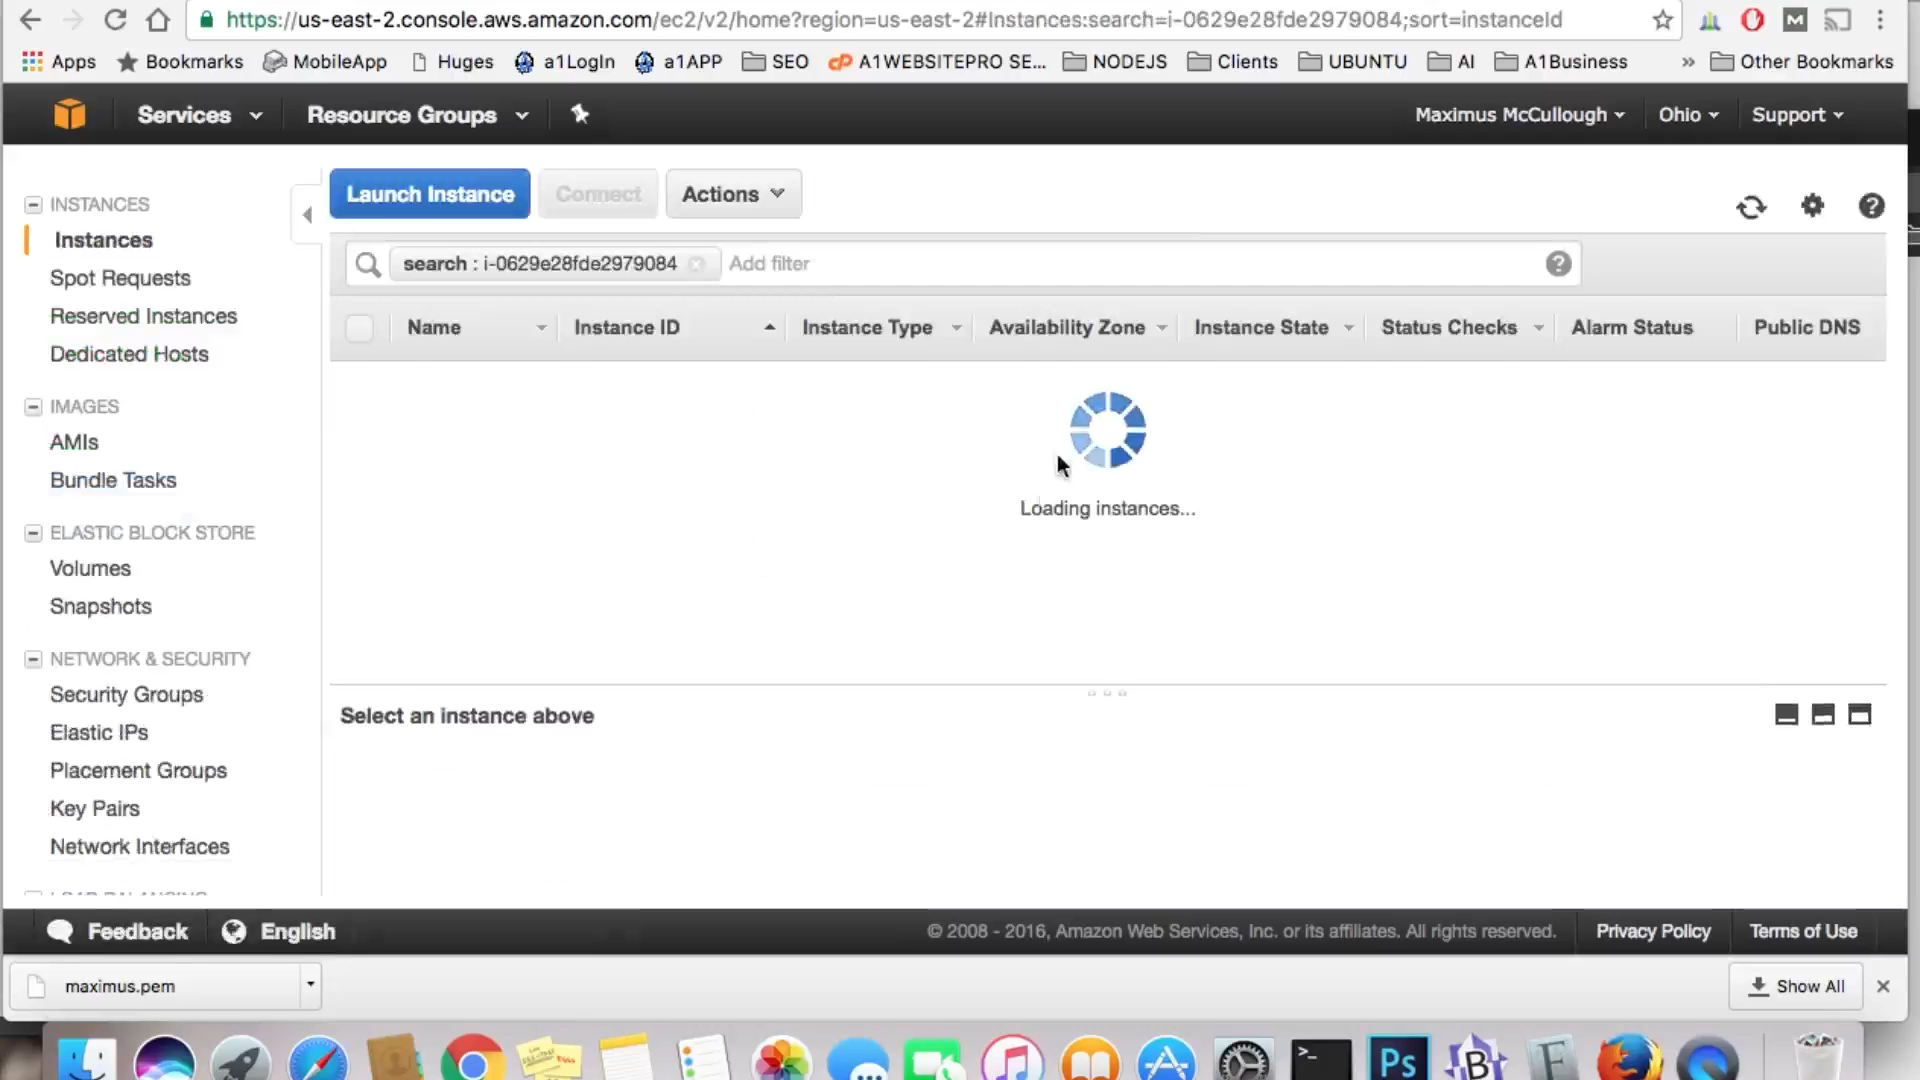 https://us-east-2.console.aws.amazon.com/ec2/v2/home?region=us-east-2#Instances:search=i-0629e28fde2979084;sort=instanceId
Apps Bookmarks MobileApp Huges a1LogIn a1APP SEO A1WEBSITEPRO SE... NODEJS Clients UBUNTU AI A1Business » Other Bookmarks
Services Resource Groups Maximus McCullough Ohio Support
Launch Instance Connect Actions
search : i-0629e28fde2979084 Add filter
Name Instance ID Instance Type Availability Zone Instance State Status Checks Alarm Status Public DNS
Loading instances...
Select an instance above
INSTANCES
Instances
Spot Requests
Reserved Instances
Dedicated Hosts
IMAGES
AMIs
Bundle Tasks
ELASTIC BLOCK STORE
Volumes
Snapshots
NETWORK & SECURITY
Security Groups
Elastic IPs
Placement Groups
Key Pairs
Network Interfaces
Feedback English © 2008 - 2016, Amazon Web Services, Inc. or its affiliates. All rights reserved. Privacy Policy Terms of Use
maximus.pem Show All
Ps